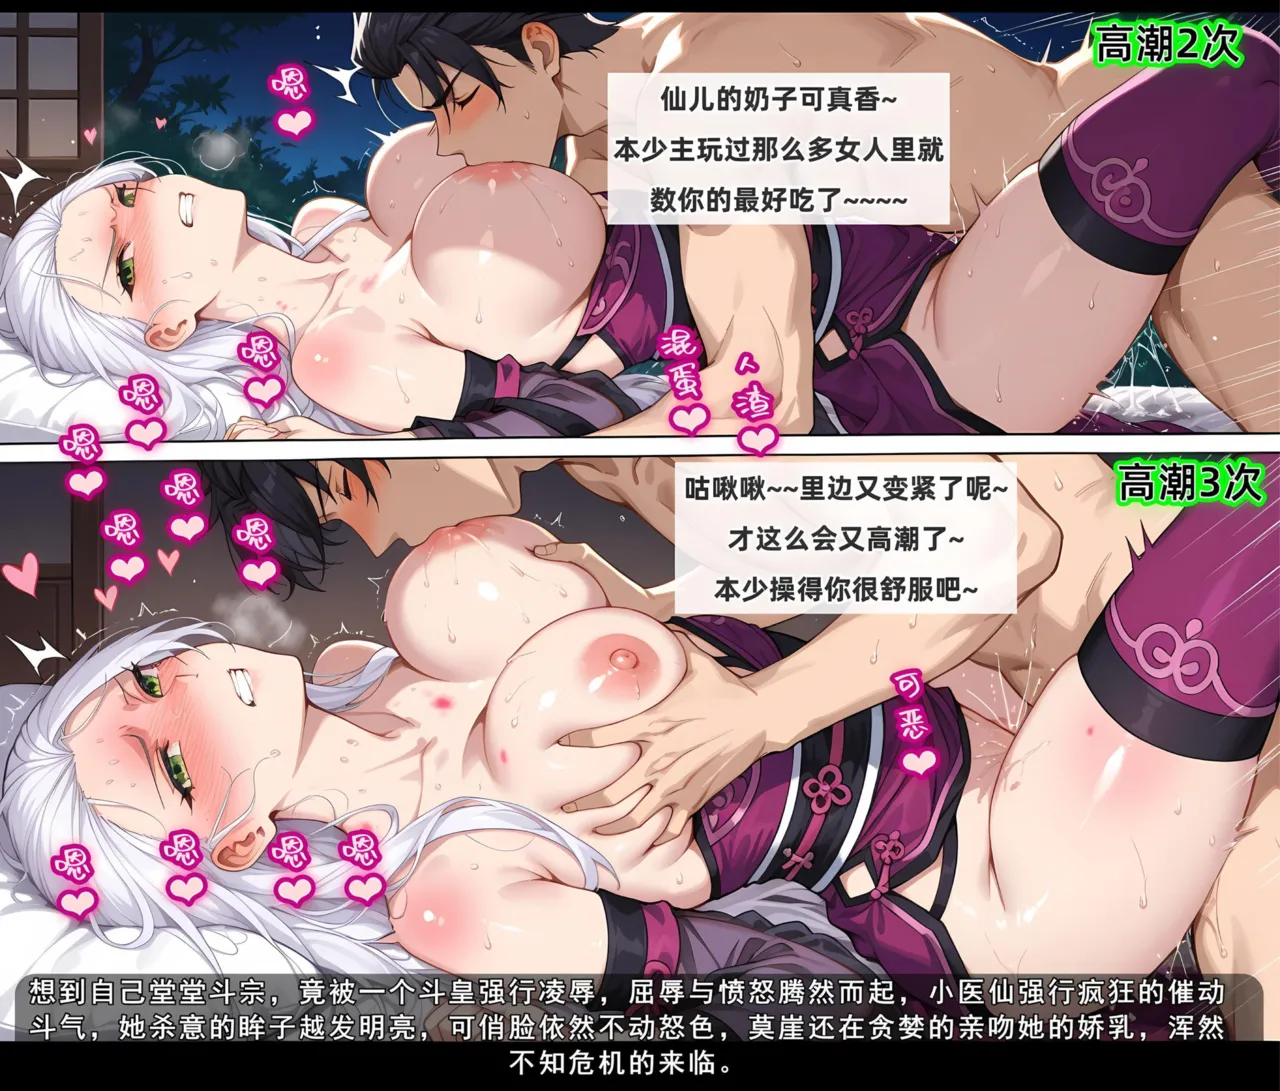 高潮2次
嗯
仙儿的奶子可真香~
本少主玩过那么多女人里就
数你的最好吃了~~~~
混蛋
人渣
嗯
嗯
嗯
高潮3次
咕啾啾~~里边又变紧了呢~
才这么会又高潮了~
本少操得你很舒服吧~
嗯
嗯
嗯
可恶
嗯
嗯
嗯
嗯
想到自己堂堂斗宗，竟被一个斗皇强行凌辱，屈辱与愤怒腾然而起，小医仙强行疯狂的催动
斗气，她杀意的眸子越发明亮，可俏脸依然不动怒色，莫崖还在贪婪的亲吻她的娇乳，浑然
不知危机的来临。